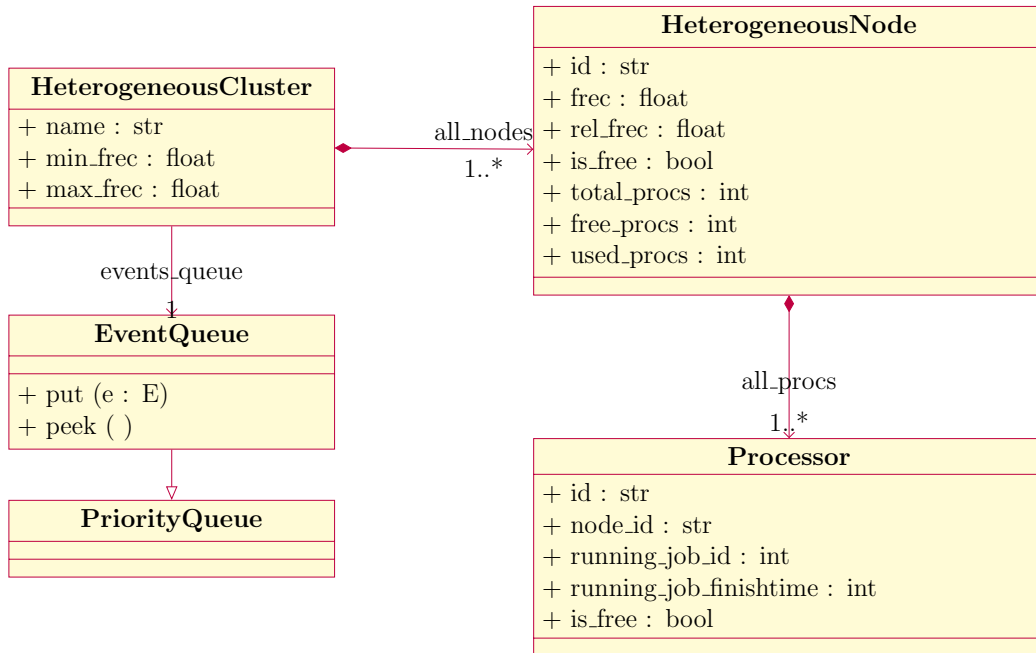 HeterogeneousCluster
+ name : str
+ min_frec : float
+ max_frec : float
all_nodes
1..*
HeterogeneousNode
+ id : str
+ frec : float
+ rel_frec : float
+ is_free : bool
+ total_procs : int
+ free_procs : int
+ used_procs : int
events_queue
1
EventQueue
+ put (e : E)
+ peek ( )
PriorityQueue
all_procs
1..*
Processor
+ id : str
+ node_id : str
+ running_job_id : int
+ running_job_finishtime : int
+ is_free : bool